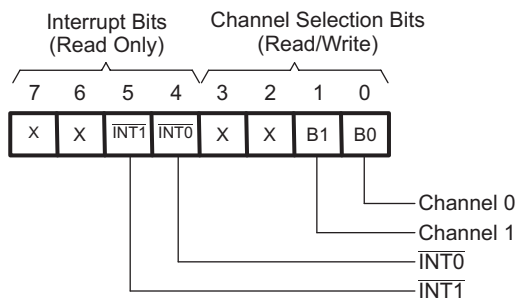 Interrupt Bits
(Read Only)
Channel Selection Bits
(Read/Write)
7 6 5 4 3 2 1 0
X X INT1 INT0 X X B1 B0
Channel 0
Channel 1
INT0
INT1